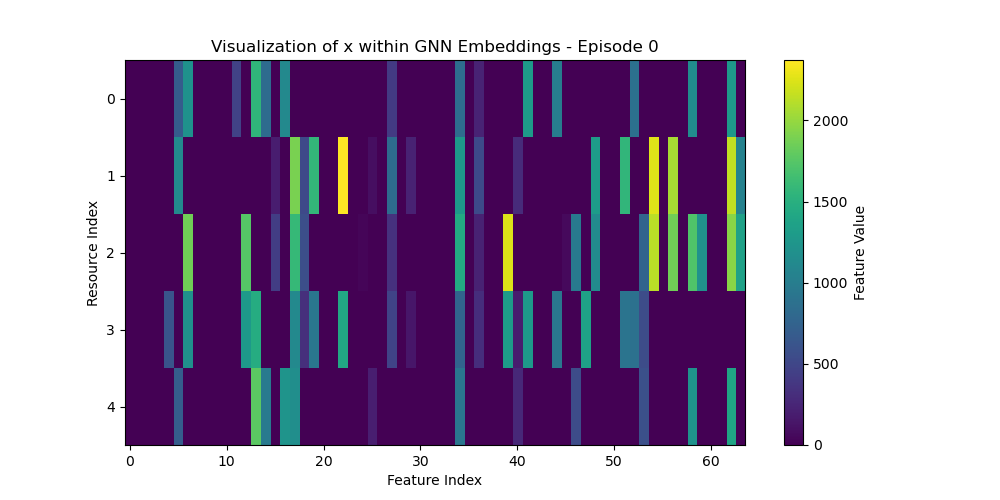 Visualization of x within GNN Embeddings - Episode 0
Resource Index
0
1
2
3
4
0 10 20 30 40 50 60
Feature Index
2000
1500
1000
500
0
Feature Value